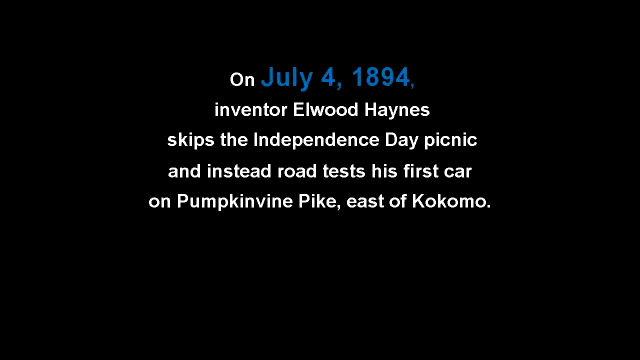 On July 4, 1894,
inventor Elwood Haynes
skips the Independence Day picnic
and instead road tests his first car
on Pumpkinvine Pike, east of Kokomo.